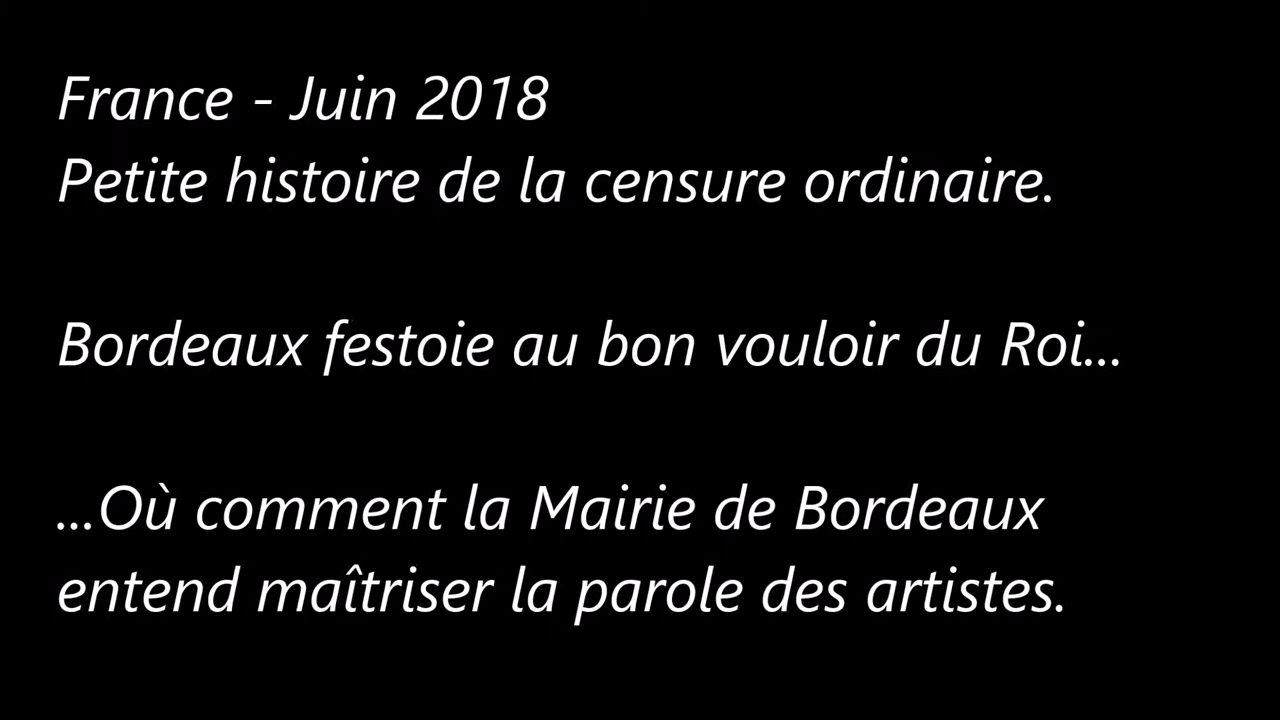 France - Juin 2018
Petite histoire de la censure ordinaire.
Bordeaux festoie au bon vouloir du Roi...
...Où comment la Mairie de Bordeaux
entend maîtriser la parole des artistes.